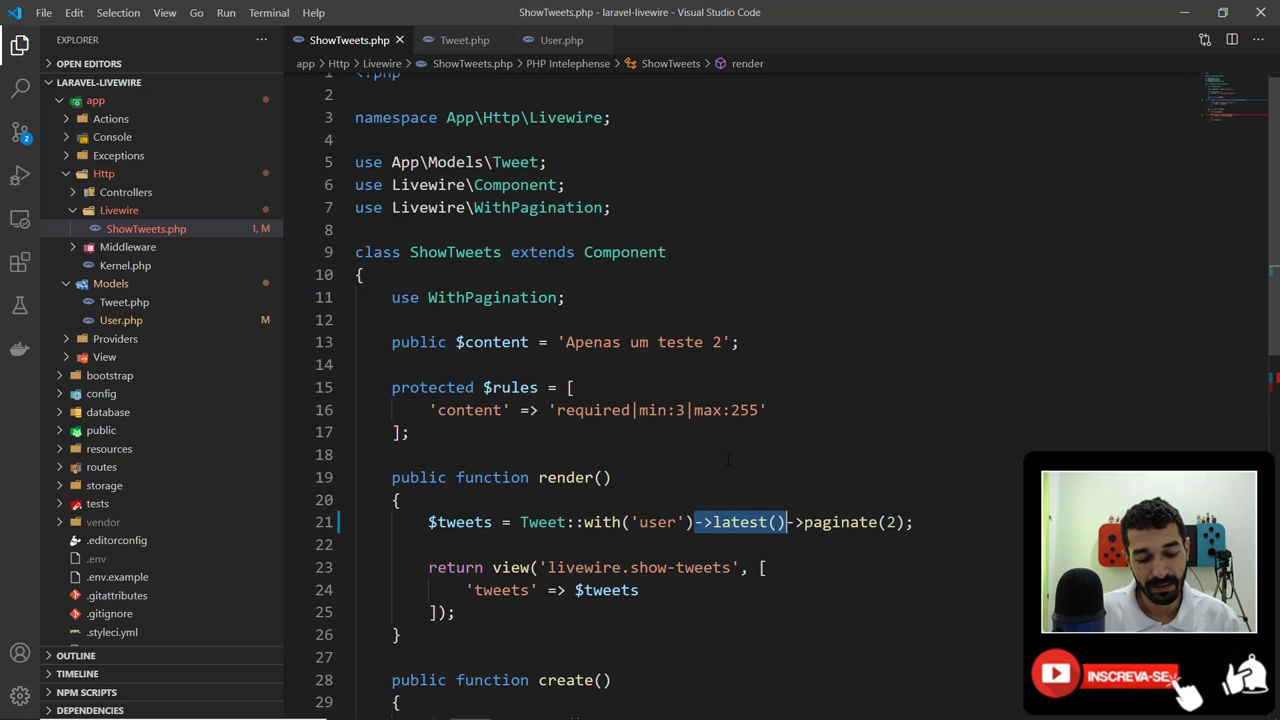 File Edit Selection View Go Run Terminal Help ShowTweets.php - laravel-livewire - Visual Studio Code
EXPLORER
ShowTweets.php Tweet.php User.php
OPEN EDITORS
app > Http > Livewire > ShowTweets.php > PHP Intelephense > ShowTweets > render
LARAVEL-LIVEWIRE
app
Actions
Console
Exceptions
Http
Controllers
Livewire
ShowTweets.php 1, M
Middleware
Kernel.php
Models
Tweet.php
User.php M
Providers
View
bootstrap
config
database
public
resources
routes
storage
tests
vendor
.editorconfig
.env
.env.example
.gitattributes
.gitignore
.styleci.yml
OUTLINE
TIMELINE
NPM SCRIPTS
DEPENDENCIES
2
<?php
2
3 namespace App\Http\Livewire;
4
5 use App\Models\Tweet;
6 use Livewire\Component;
7 use Livewire\WithPagination;
8
9 class ShowTweets extends Component
10 {
11 use WithPagination;
12
13 public $content = 'Apenas um teste 2';
14
15 protected $rules = [
16 'content' => 'required|min:3|max:255'
17 ];
18
19 public function render()
20 {
21 $tweets = Tweet::with('user')->latest()->paginate(2);
22
23 return view('livewire.show-tweets', [
24 'tweets' => $tweets
25 ]);
26 }
27
28 public function create()
29 {
INSCREVA-SE